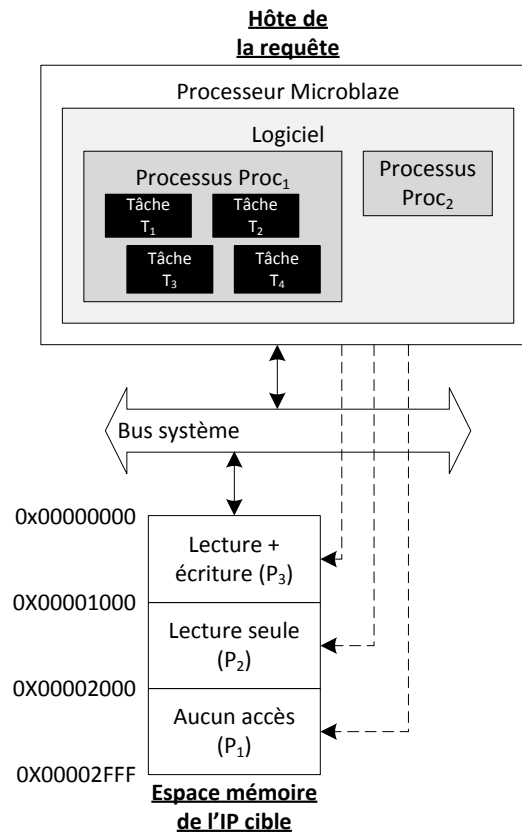 Hôte de
la requête
Processeur Microblaze
Logiciel
Processus Proc₁
Tâche
T₁
Tâche
T₂
Tâche
T₃
Tâche
T₄
Processus
Proc₂
Bus système
0x00000000
Lecture +
écriture (P₃)
0X00001000
Lecture seule
(P₂)
0X00002000
Aucun accès
(P₁)
0X00002FFF
Espace mémoire
de l’IP cible